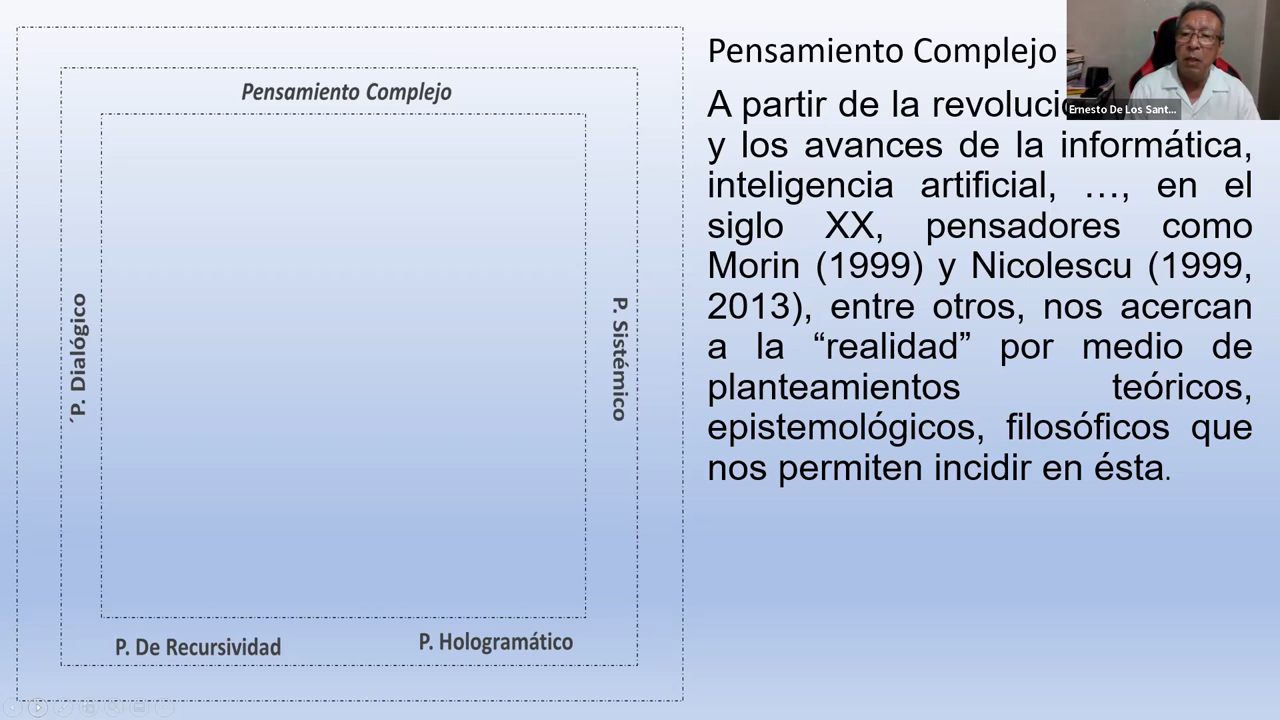 Pensamiento Complejo
´P. Dialógico
P. Sistémico
P. De Recursividad
P. Hologramático
Pensamiento Complejo
A partir de la
y los avances de la informática,
inteligencia artificial, …, en el
siglo XX, pensadores como
Morin (1999) y Nicolescu (1999,
2013), entre otros, nos acercan
a la “realidad” por medio de
planteamientos teóricos,
epistemológicos, filosóficos que
nos permiten incidir en ésta.
Ernesto De Los Sant...